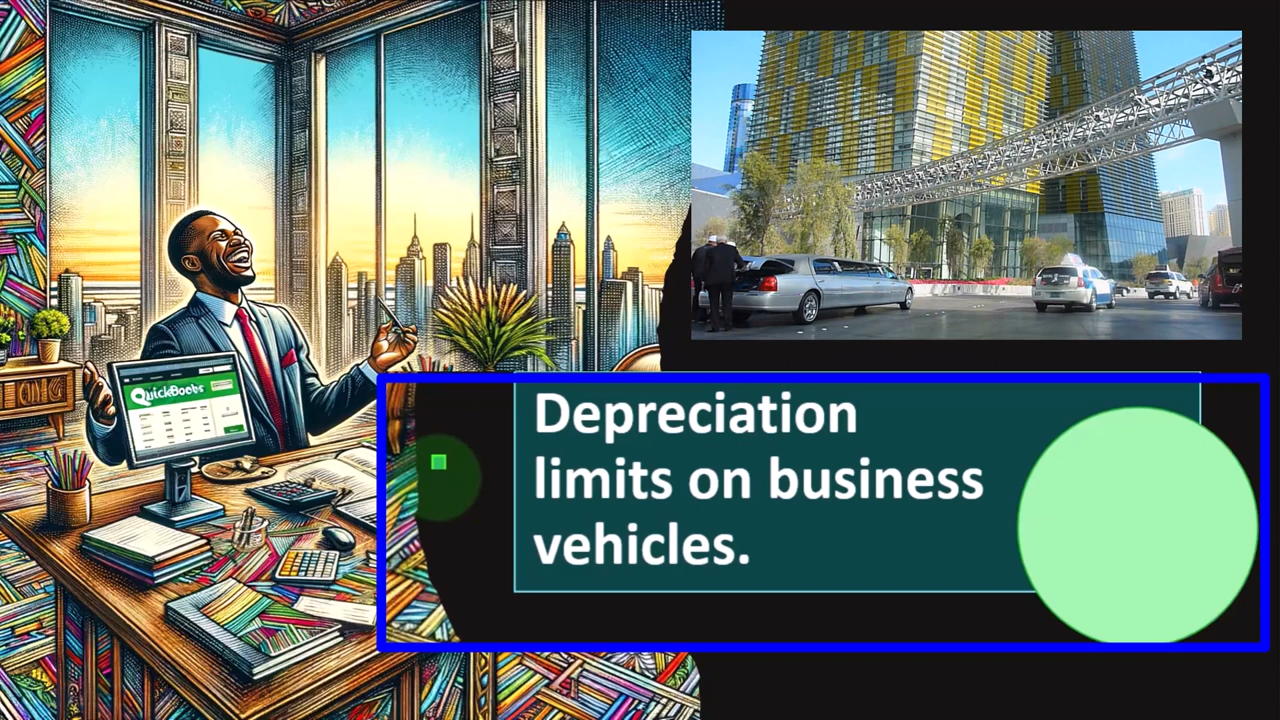 QuickBooks
Depreciation
limits on business
vehicles.